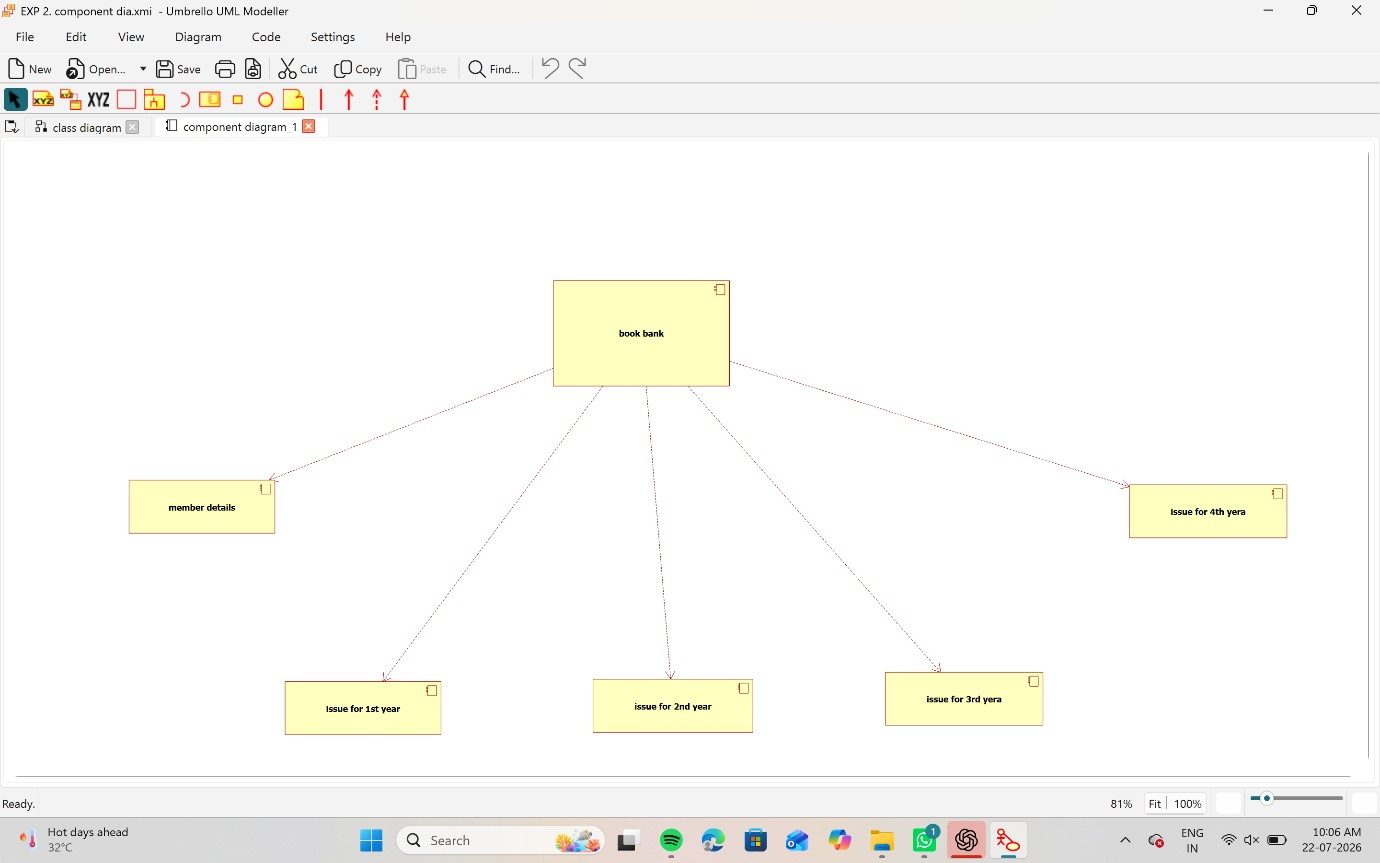 EXP 2. component dia.xmi - Umbrello UML Modeller
File Edit View Diagram Code Settings Help
New Open... Save Cut Copy Paste Find...
XYZ XYZ XYZ
class diagram component diagram_1
book bank
member details
issue for 4th yera
issue for 1st year
issue for 2nd year
issue for 3rd yera
Ready.
81% Fit 100%
Hot days ahead
32°C
Search
1
ENG
IN
10:06 AM
22-07-2026